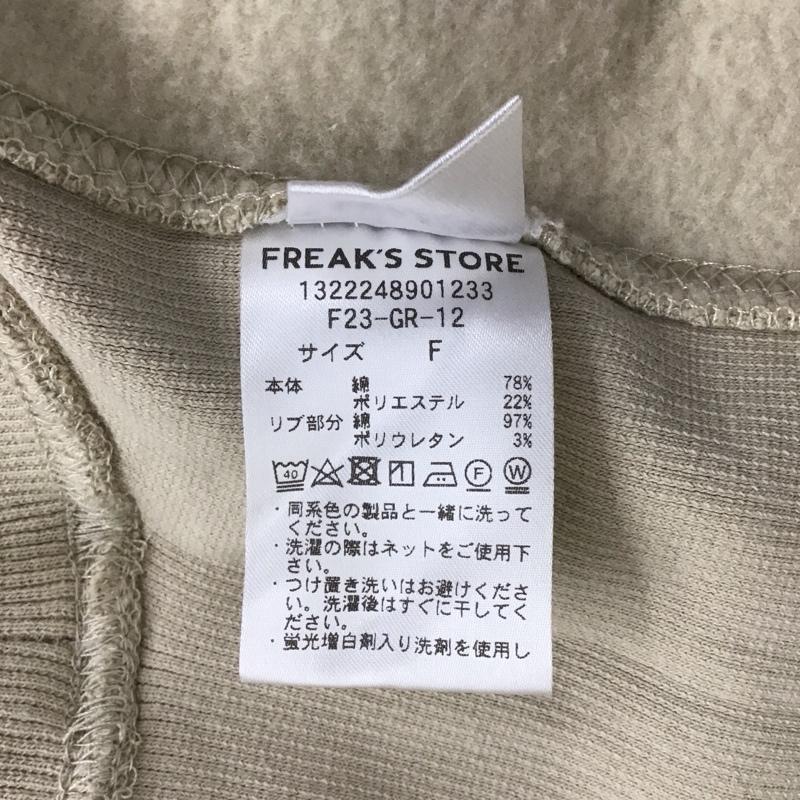 FREAK'S STORE
1322248901233
F23-GR-12
サイズ F
本体 綿 78%
ポリエステル 22%
リブ部分 綿 97%
ポリウレタン 3%
40 F W
・同系色の製品と一緒に洗って
ください。
・洗濯の際はネットをご使用下
さい。
・つけ置き洗いはお避けくださ
い。洗濯後はすぐに干してく
ださい。
・蛍光増白剤入り洗剤を使用し